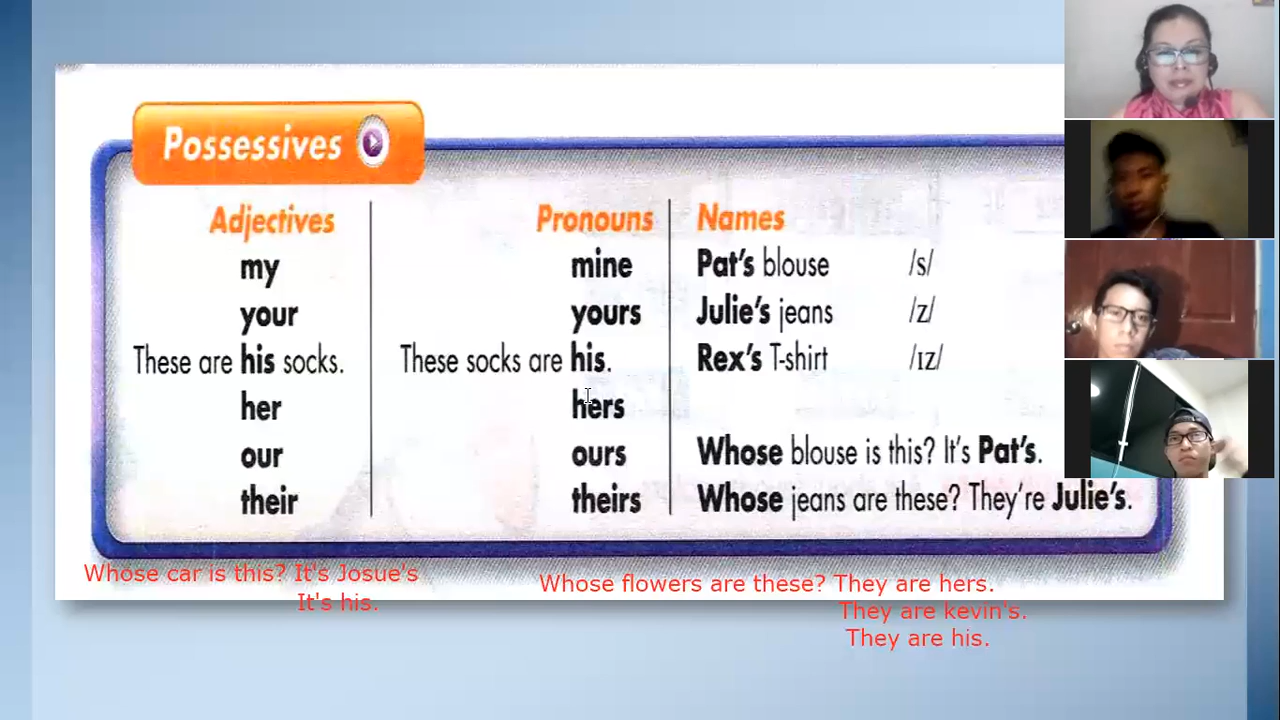 Possessives
Adjectives Pronouns Names
my mine Pat's blouse /s/
your yours Julie's jeans /z/
These are his socks. These socks are his. Rex's T-shirt /ɪz/
her hers
our ours Whose blouse is this? It's Pat's.
their theirs Whose jeans are these? They're Julie's.
Whose car is this? It's Josue's
It's his.
Whose flowers are these? They are hers.
They are kevin's.
They are his.